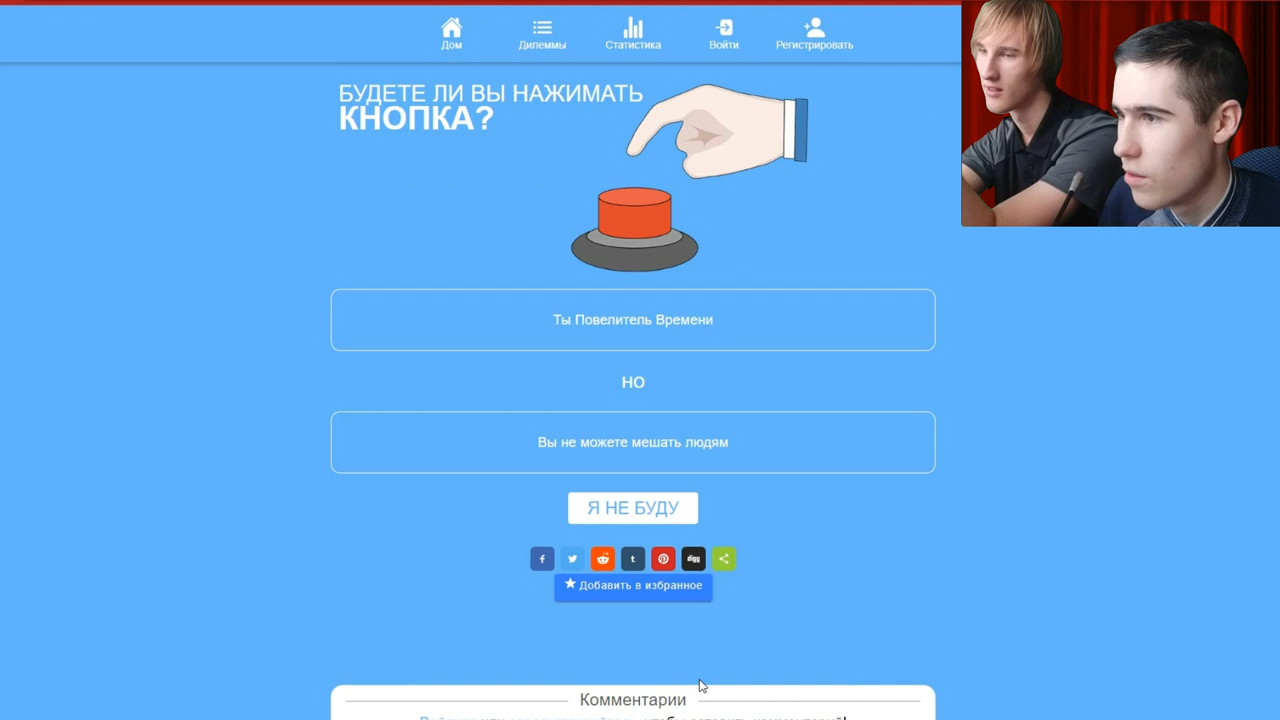 Дом
Дилеммы
Статистика
Войти
Регистрировать
БУДЕТЕ ЛИ ВЫ НАЖИМАТЬ
КНОПКА?
Ты Повелитель Времени
НО
Вы не можете мешать людям
Я НЕ БУДУ
f
t
digg
Добавить в избранное
Комментарии